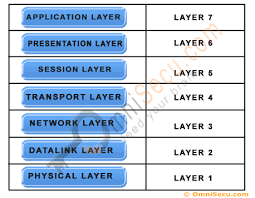 APPLICATION LAYER LAYER 7
PRESENTATION LAYER LAYER 6
SESSION LAYER LAYER 5
TRANSPORT LAYER LAYER 4
NETWORK LAYER LAYER 3
DATALINK LAYER LAYER 2
PHYSICAL LAYER LAYER 1
© OmniSecu.com